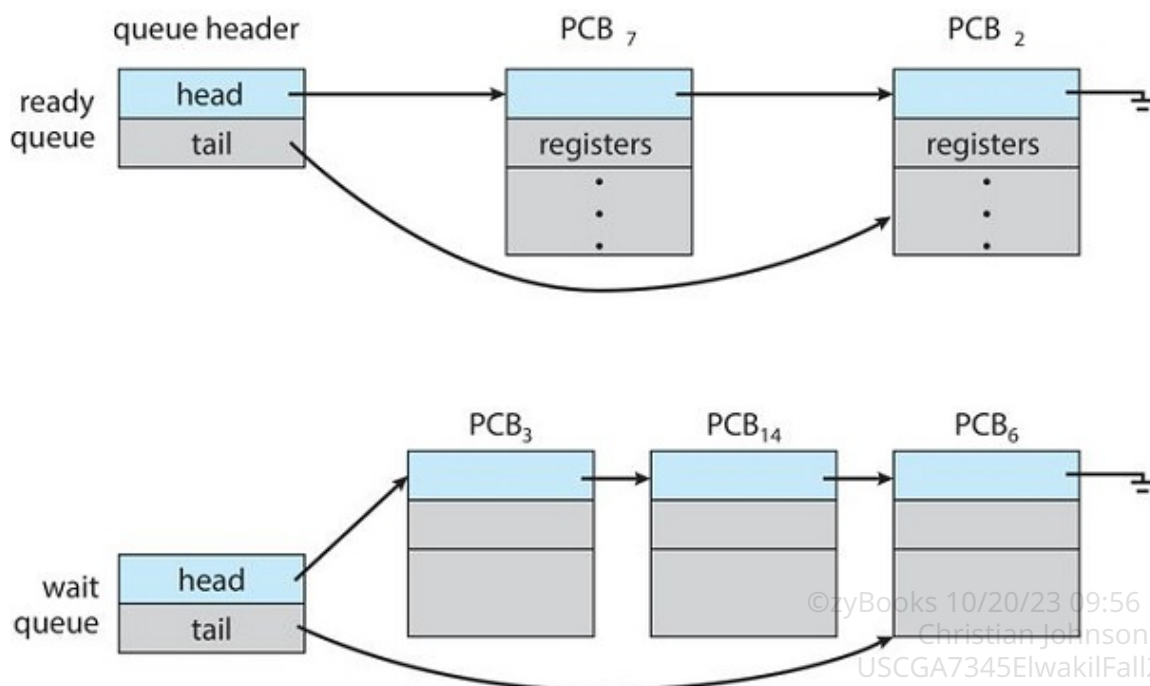 queue header PCB 7 PCB 2
ready queue
head
tail
registers
registers
PCB3 PCB14 PCB6
wait queue
head
tail
©zyBooks 10/20/23 09:56
Christian Johnson